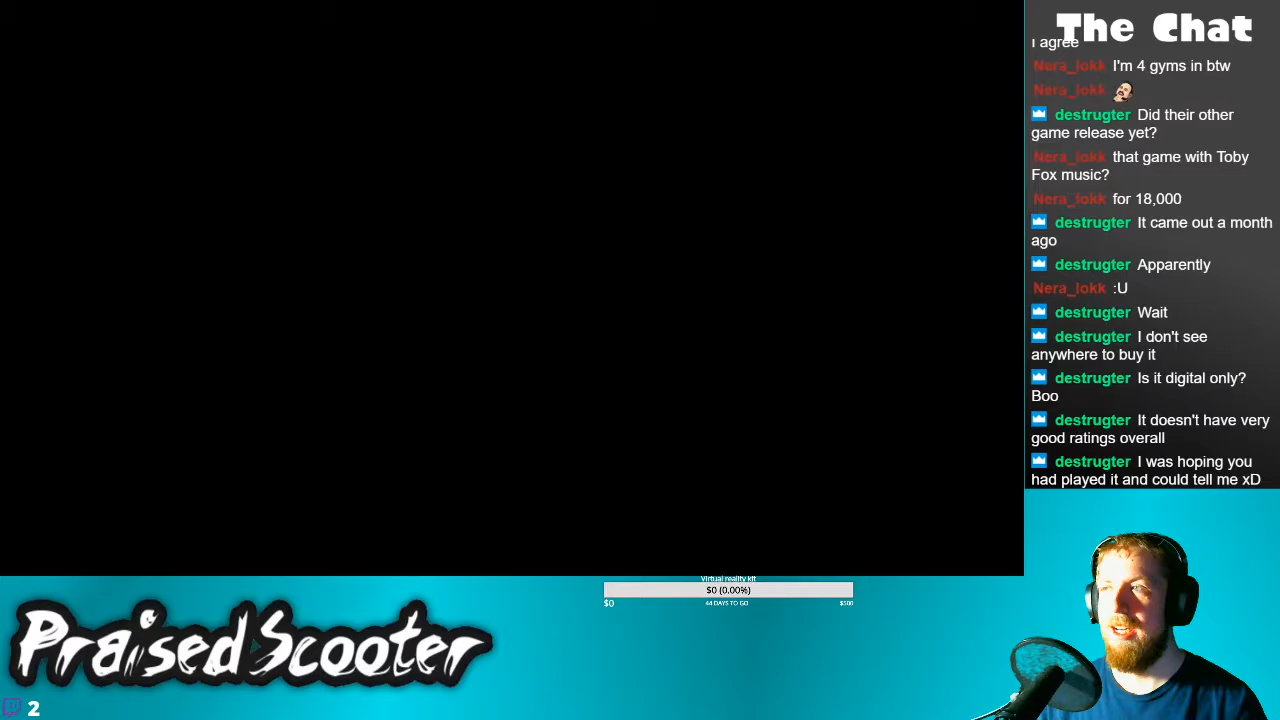 The Chat
I agree
Nera_lokk I'm 4 gyms in btw
Nera_lokk
destrugter Did their other
game release yet?
Nera_lokk that game with Toby
Fox music?
Nera_lokk for 18,000
destrugter It came out a month
ago
destrugter Apparently
Nera_lokk :U
destrugter Wait
destrugter I don't see
anywhere to buy it
destrugter Is it digital only?
Boo
destrugter It doesn't have very
good ratings overall
destrugter I was hoping you
had played it and could tell me xD
Virtual reality kit
$0 (0.00%)
$0 44 DAYS TO GO $500
PraisedScooter
2